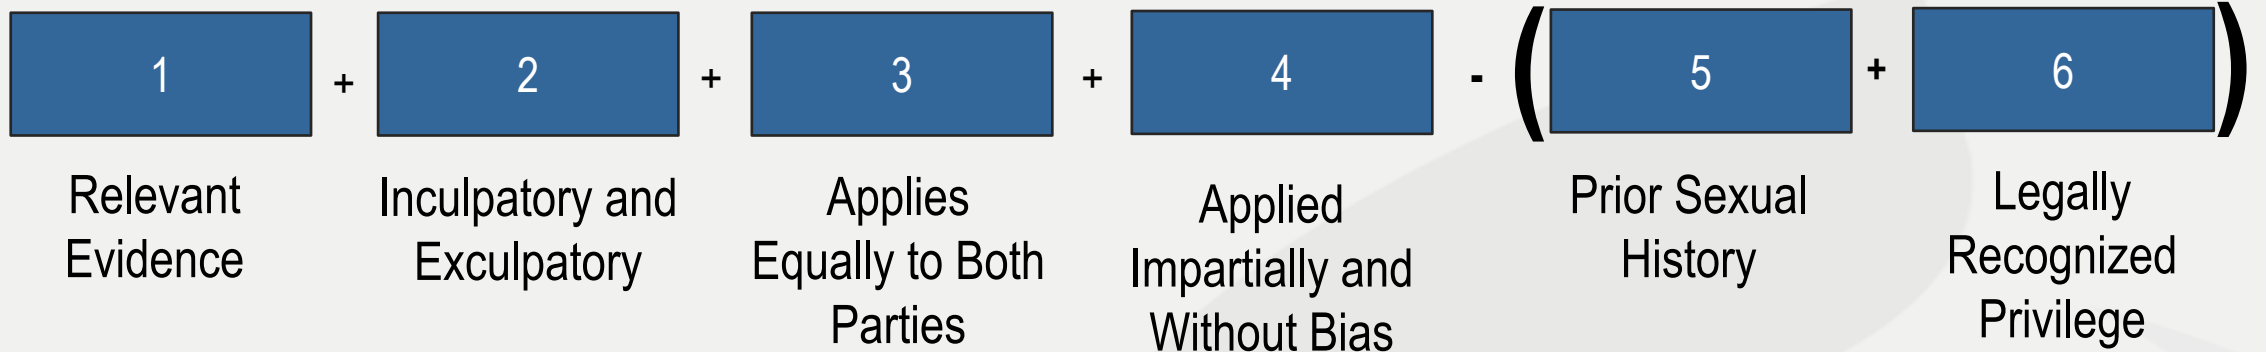 1 + 2 + 3 + 4 - ( 5 + 6 )
Relevant
Evidence
Inculpatory and
Exculpatory
Applies
Equally to Both
Parties
Applied
Impartially and
Without Bias
Prior Sexual
History
Legally
Recognized
Privilege